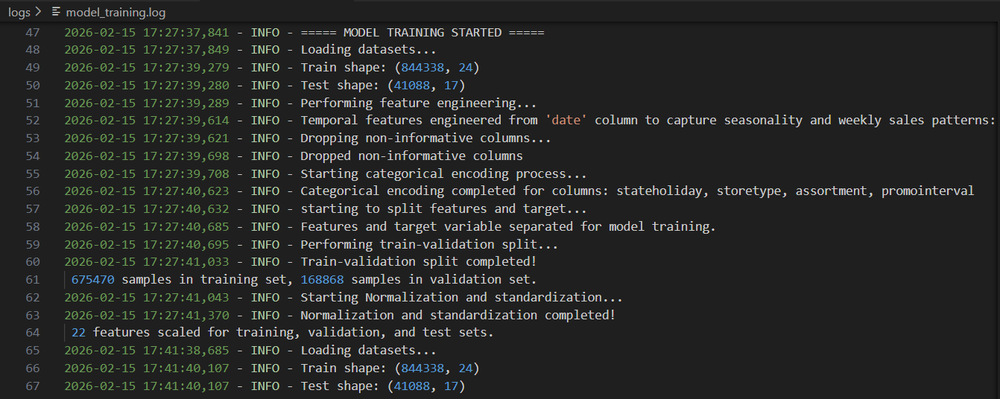 logs > model_training.log
47 2026-02-15 17:27:37,841 - INFO - ===== MODEL TRAINING STARTED =====
48 2026-02-15 17:27:37,849 - INFO - Loading datasets...
49 2026-02-15 17:27:39,279 - INFO - Train shape: (844338, 24)
50 2026-02-15 17:27:39,280 - INFO - Test shape: (41088, 17)
51 2026-02-15 17:27:39,289 - INFO - Performing feature engineering...
52 2026-02-15 17:27:39,614 - INFO - Temporal features engineered from 'date' column to capture seasonality and weekly sales patterns:
53 2026-02-15 17:27:39,621 - INFO - Dropping non-informative columns...
54 2026-02-15 17:27:39,698 - INFO - Dropped non-informative columns
55 2026-02-15 17:27:39,708 - INFO - Starting categorical encoding process...
56 2026-02-15 17:27:40,623 - INFO - Categorical encoding completed for columns: stateholiday, storetype, assortment, promointerval
57 2026-02-15 17:27:40,632 - INFO - starting to split features and target...
58 2026-02-15 17:27:40,685 - INFO - Features and target variable separated for model training.
59 2026-02-15 17:27:40,695 - INFO - Performing train-validation split...
60 2026-02-15 17:27:41,033 - INFO - Train-validation split completed!
61 675470 samples in training set, 168868 samples in validation set.
62 2026-02-15 17:27:41,043 - INFO - Starting Normalization and standardization...
63 2026-02-15 17:27:41,370 - INFO - Normalization and standardization completed!
64 22 features scaled for training, validation, and test sets.
65 2026-02-15 17:41:38,685 - INFO - Loading datasets...
66 2026-02-15 17:41:40,107 - INFO - Train shape: (844338, 24)
67 2026-02-15 17:41:40,107 - INFO - Test shape: (41088, 17)